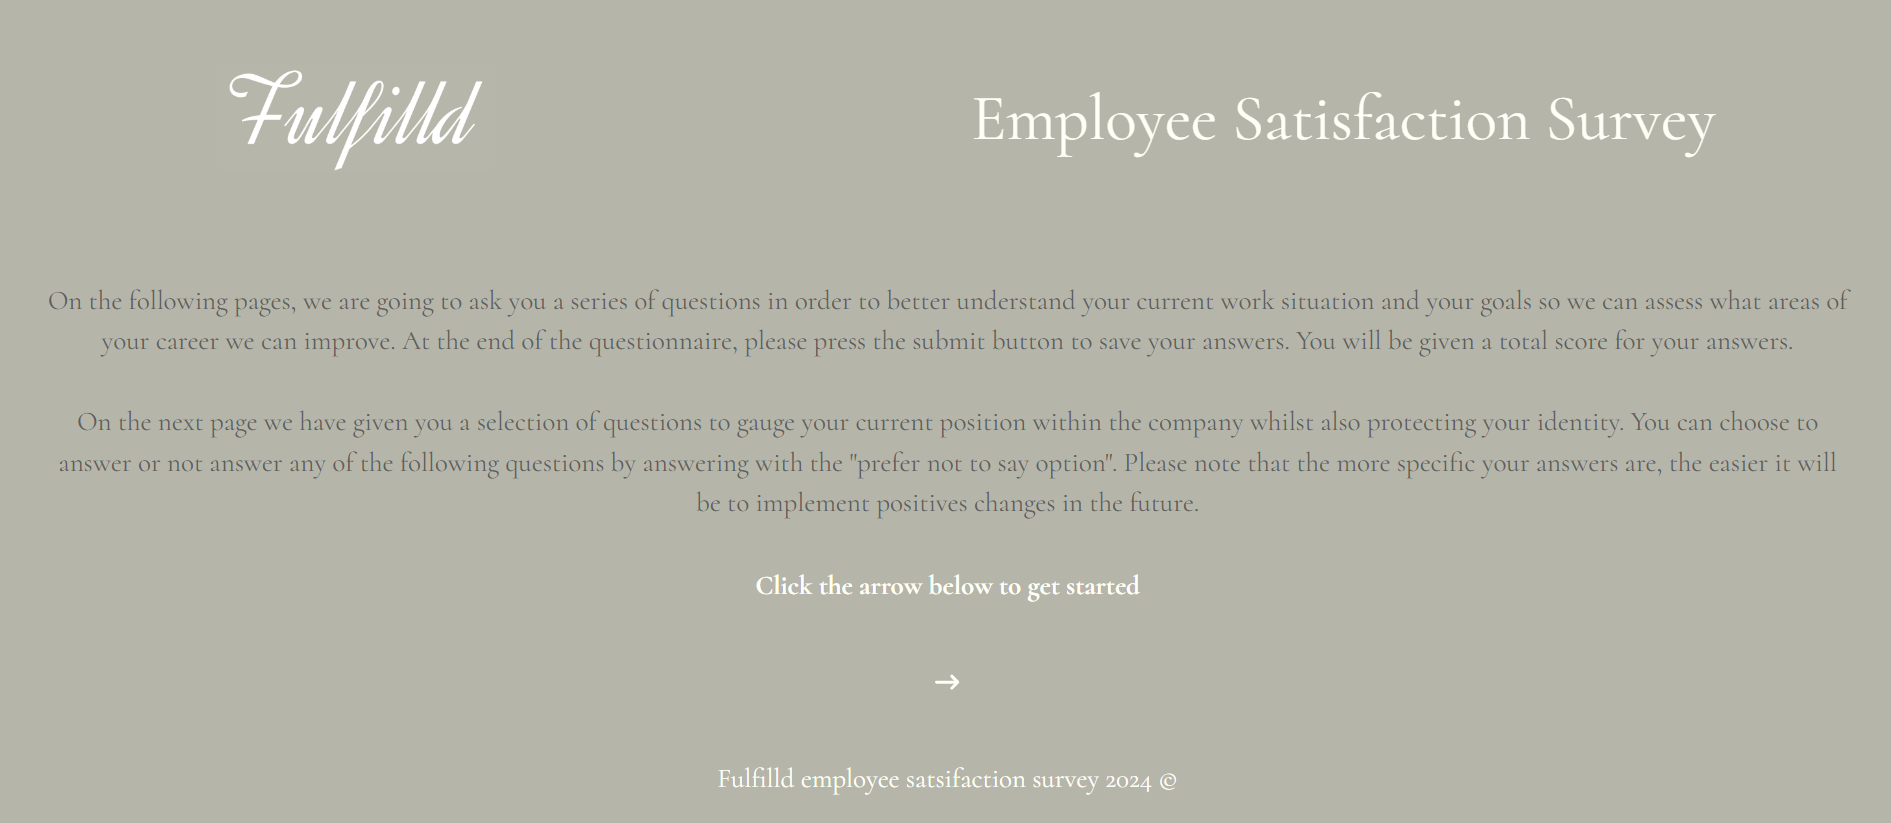 Fulfilld
Employee Satisfaction Survey
On the following pages, we are going to ask you a series of questions in order to better understand your current work situation and your goals so we can assess what areas of
your career we can improve. At the end of the questionnaire, please press the submit button to save your answers. You will be given a total score for your answers.
On the next page we have given you a selection of questions to gauge your current position within the company whilst also protecting your identity. You can choose to
answer or not answer any of the following questions by answering with the "prefer not to say option". Please note that the more specific your answers are, the easier it will
be to implement positives changes in the future.
Click the arrow below to get started
→
Fulfilld employee satsifaction survey 2024 ©